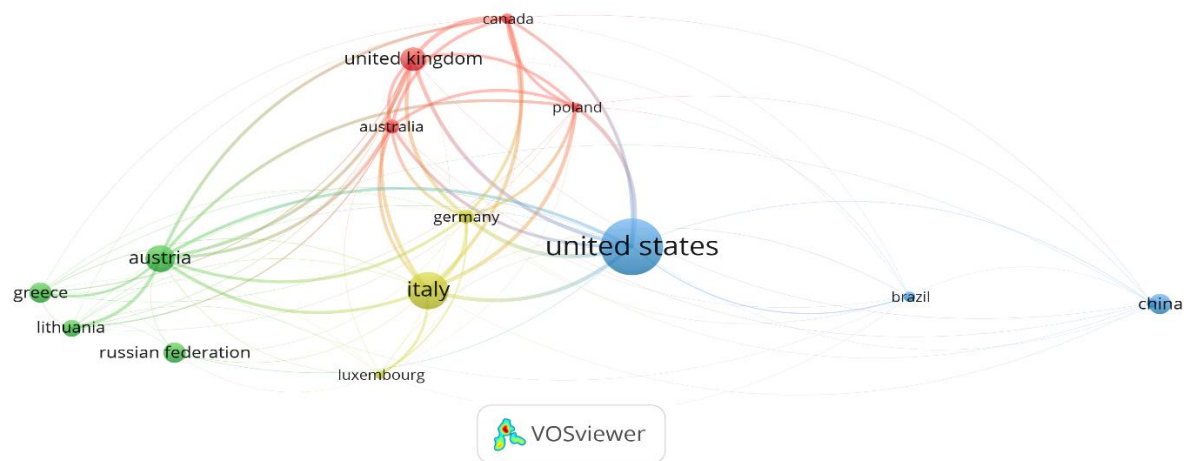 canada
united kingdom
poland
australia
germany
united states
austria
italy
greece
brazil
china
lithuania
russian federation
luxembourg
VOSviewer